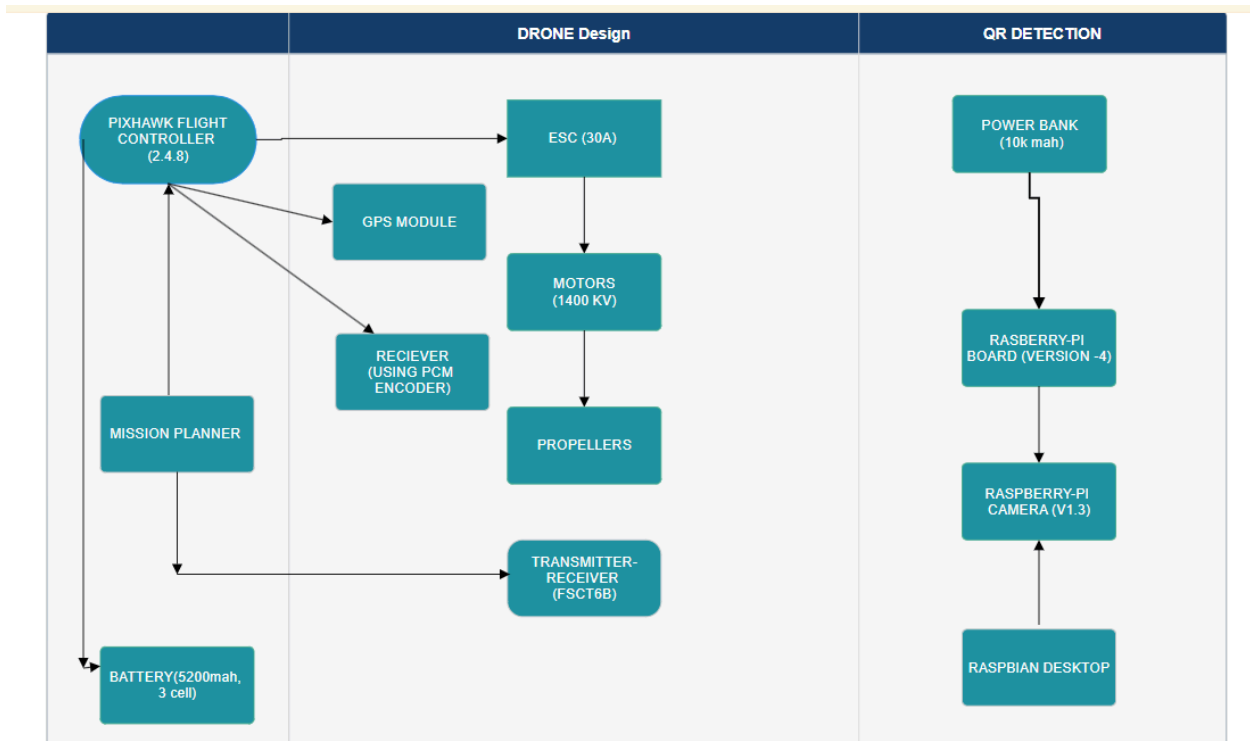 DRONE Design
QR DETECTION
PIXHAWK FLIGHT
CONTROLLER
(2.4.8)
ESC (30A)
POWER BANK
(10k mah)
GPS MODULE
MOTORS
(1400 KV)
RECIEVER
(USING PCM
ENCODER)
RASBERRY-PI
BOARD (VERSION -4)
MISSION PLANNER
PROPELLERS
RASPBERRY-PI
CAMERA (V1.3)
TRANSMITTER-
RECEIVER
(FSCT6B)
BATTERY(5200mah,
3 cell)
RASPBIAN DESKTOP